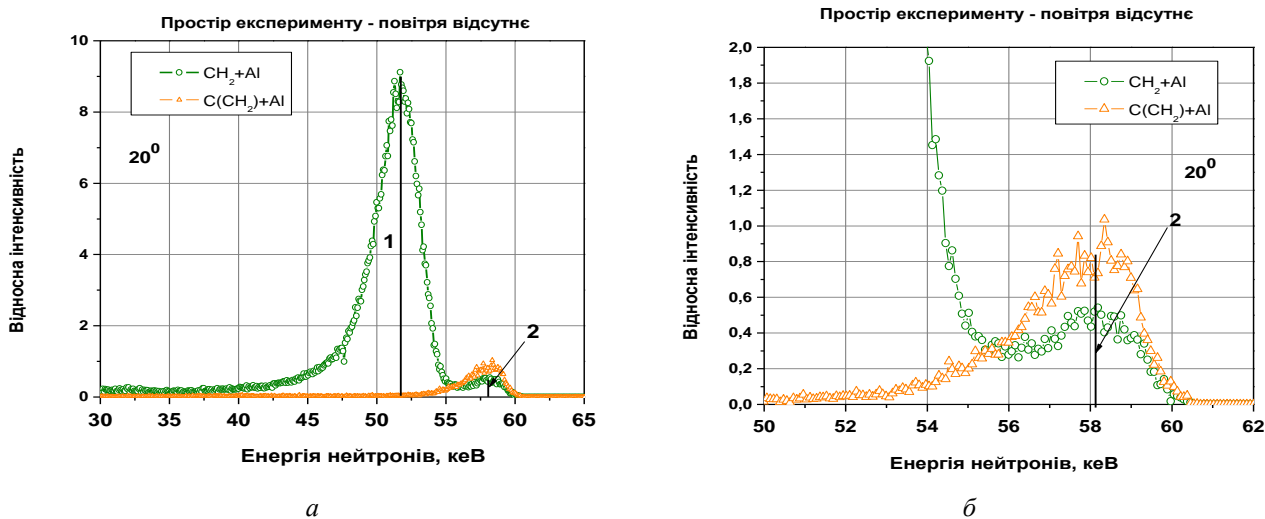 Простір експерименту - повітря відсутнє
10
8
6
4
2
0
Відносна інтенсивність
CH2+Al
C(CH2)+Al
20⁰
1
2
30 35 40 45 50 55 60 65
Енергія нейтронів, кеВ
а
Простір експерименту - повітря відсутнє
2,0
1,8
1,6
1,4
1,2
1,0
0,8
0,6
0,4
0,2
0,0
Відносна інтенсивність
CH2+Al
C(CH2)+Al
20⁰
2
50 52 54 56 58 60 62
Енергія нейтронів, кеВ
б